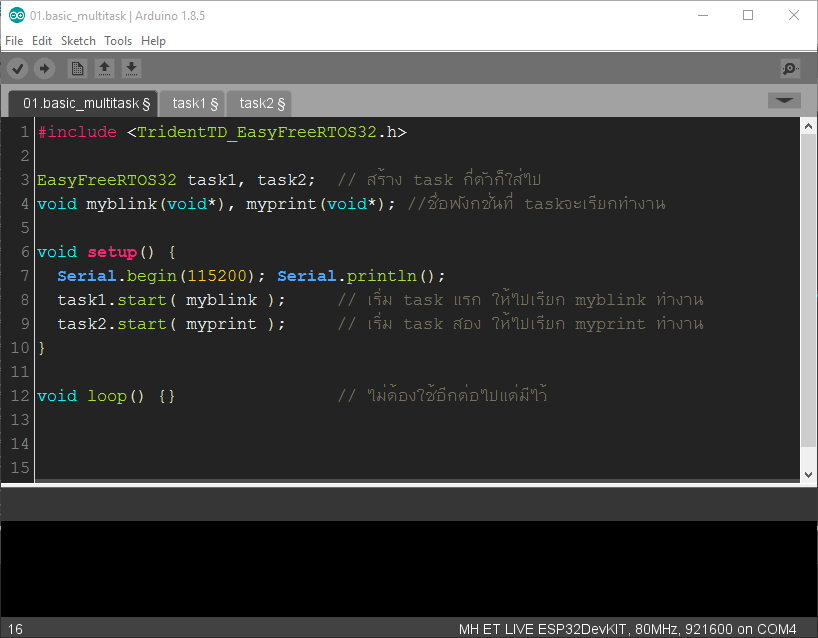 01.basic_multitask | Arduino 1.8.5
File Edit Sketch Tools Help
01.basic_multitask § task1 § task2 §
1 #include <TridentTD_EasyFreeRTOS32.h>
2
3 EasyFreeRTOS32 task1, task2; // สร้าง task กี่ตัวก็ใส่ไป
4 void myblink(void*), myprint(void*); //ชื่อฟังกชั่นที่ taskจะเรียกทำงาน
5
6 void setup() {
7 Serial.begin(115200); Serial.println();
8 task1.start( myblink ); // เริ่ม task แรก ให้ไปเรียก myblink ทำงาน
9 task2.start( myprint ); // เริ่ม task สอง ให้ไปเรียก myprint ทำงาน
10 }
11
12 void loop() {} // ไม่ต้องใช้อีกต่อไปแต่มีไว้
13
14
15
16 MH ET LIVE ESP32DevKIT, 80MHz, 921600 on COM4